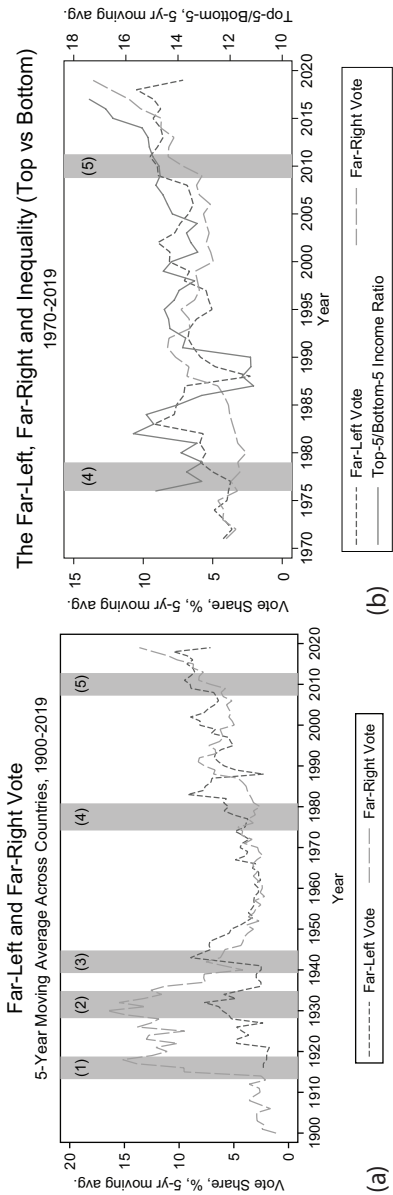 Far-Left and Far-Right Vote
5-Year Moving Average Across Countries, 1900-2019
Vote Share, %, 5-yr moving avg.
20
15
10
5
0
(1)
(2)
(3)
(4)
(5)
1900 1910 1920 1930 1940 1950 1960 1970 1980 1990 2000 2010 2020
Year
Far-Left Vote Far-Right Vote
(a)
The Far-Left, Far-Right and Inequality (Top vs Bottom)
1970-2019
Vote Share, %, 5-yr moving avg.
15
10
5
0
(4)
(5)
Top-5/Bottom-5, 5-yr moving avg.
18
16
14
12
10
1970 1975 1980 1985 1990 1995 2000 2005 2010 2015 2020
Year
Far-Left Vote Far-Right Vote
Top-5/Bottom-5 Income Ratio
(b)